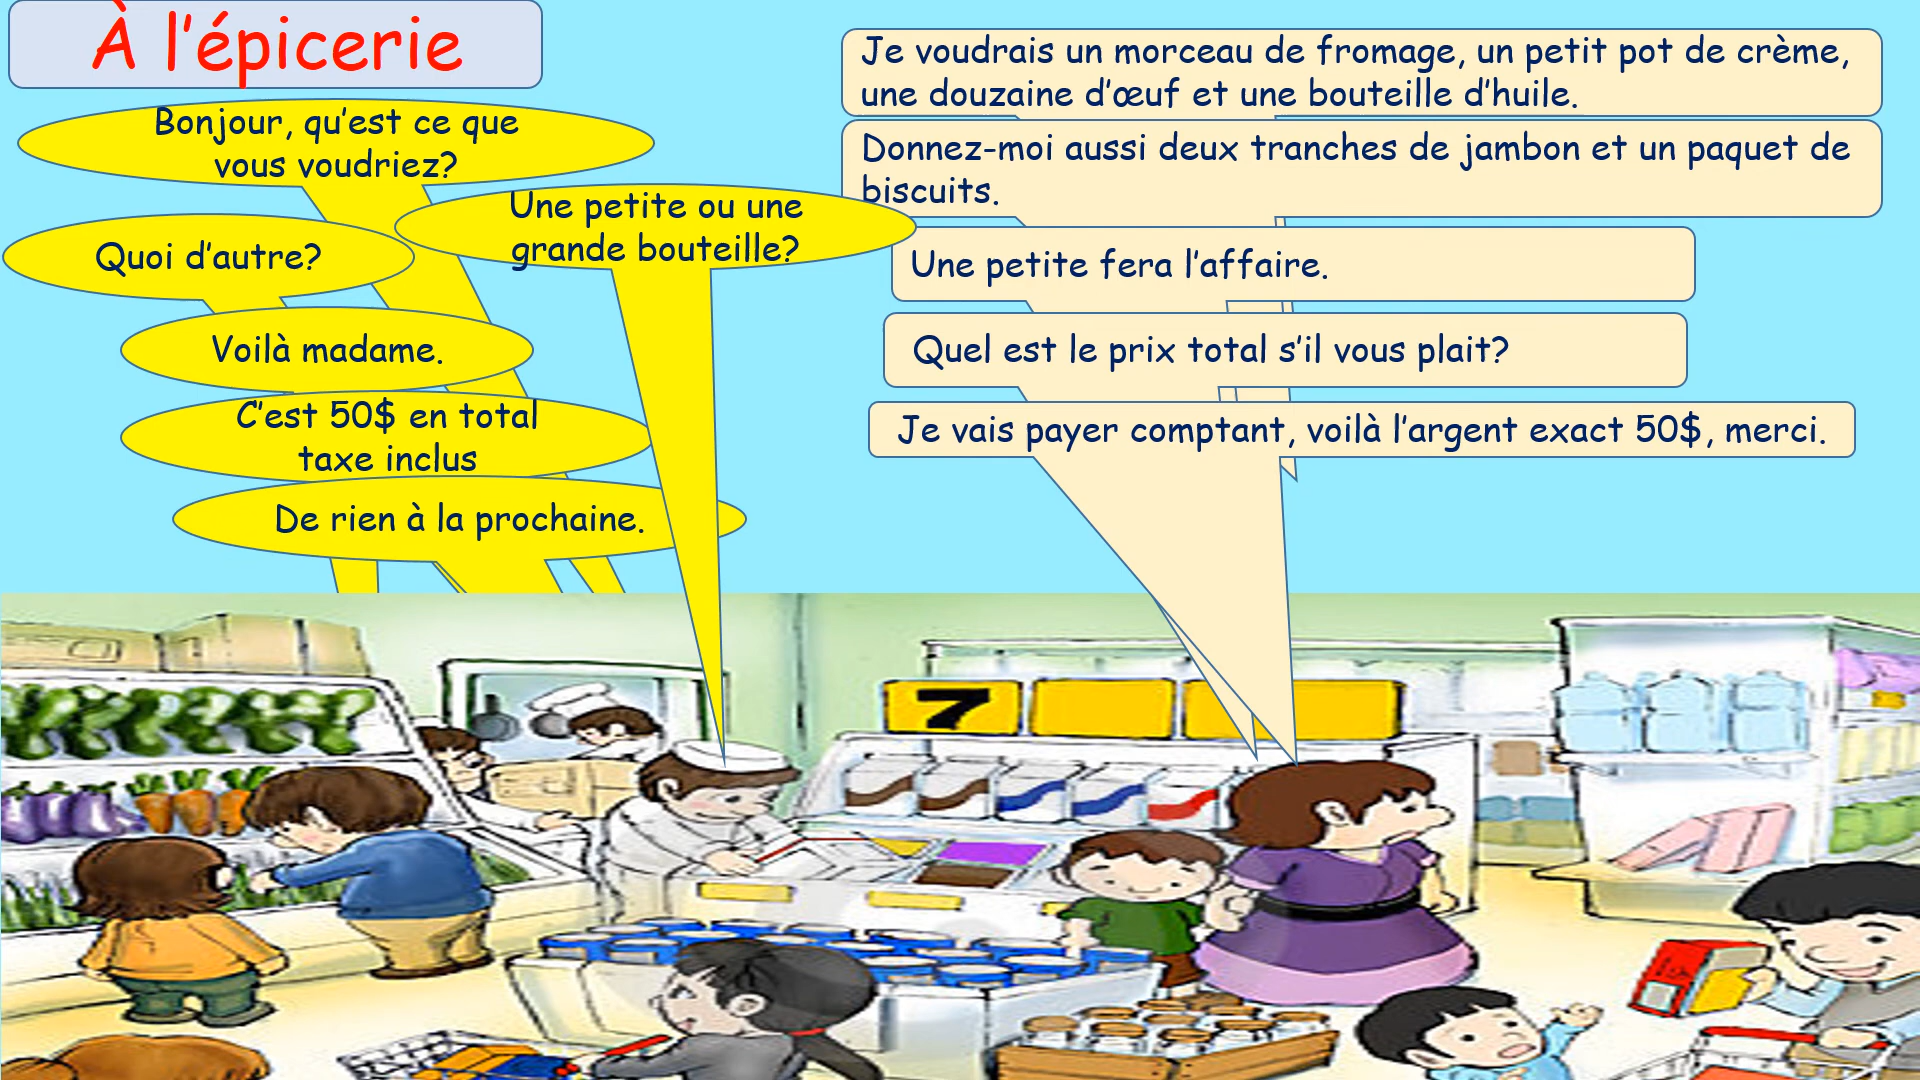 À l'épicerie
Bonjour, qu'est ce que
vous voudriez?
Je voudrais un morceau de fromage, un petit pot de crème,
une douzaine d'œuf et une bouteille d'huile.
Quoi d'autre?
Donnez-moi aussi deux tranches de jambon et un paquet de
biscuits.
Une petite ou une
grande bouteille?
Une petite fera l'affaire.
Voilà madame.
Quel est le prix total s'il vous plait?
C'est 50$ en total
taxe inclus
Je vais payer comptant, voilà l'argent exact 50$, merci.
De rien à la prochaine.
7